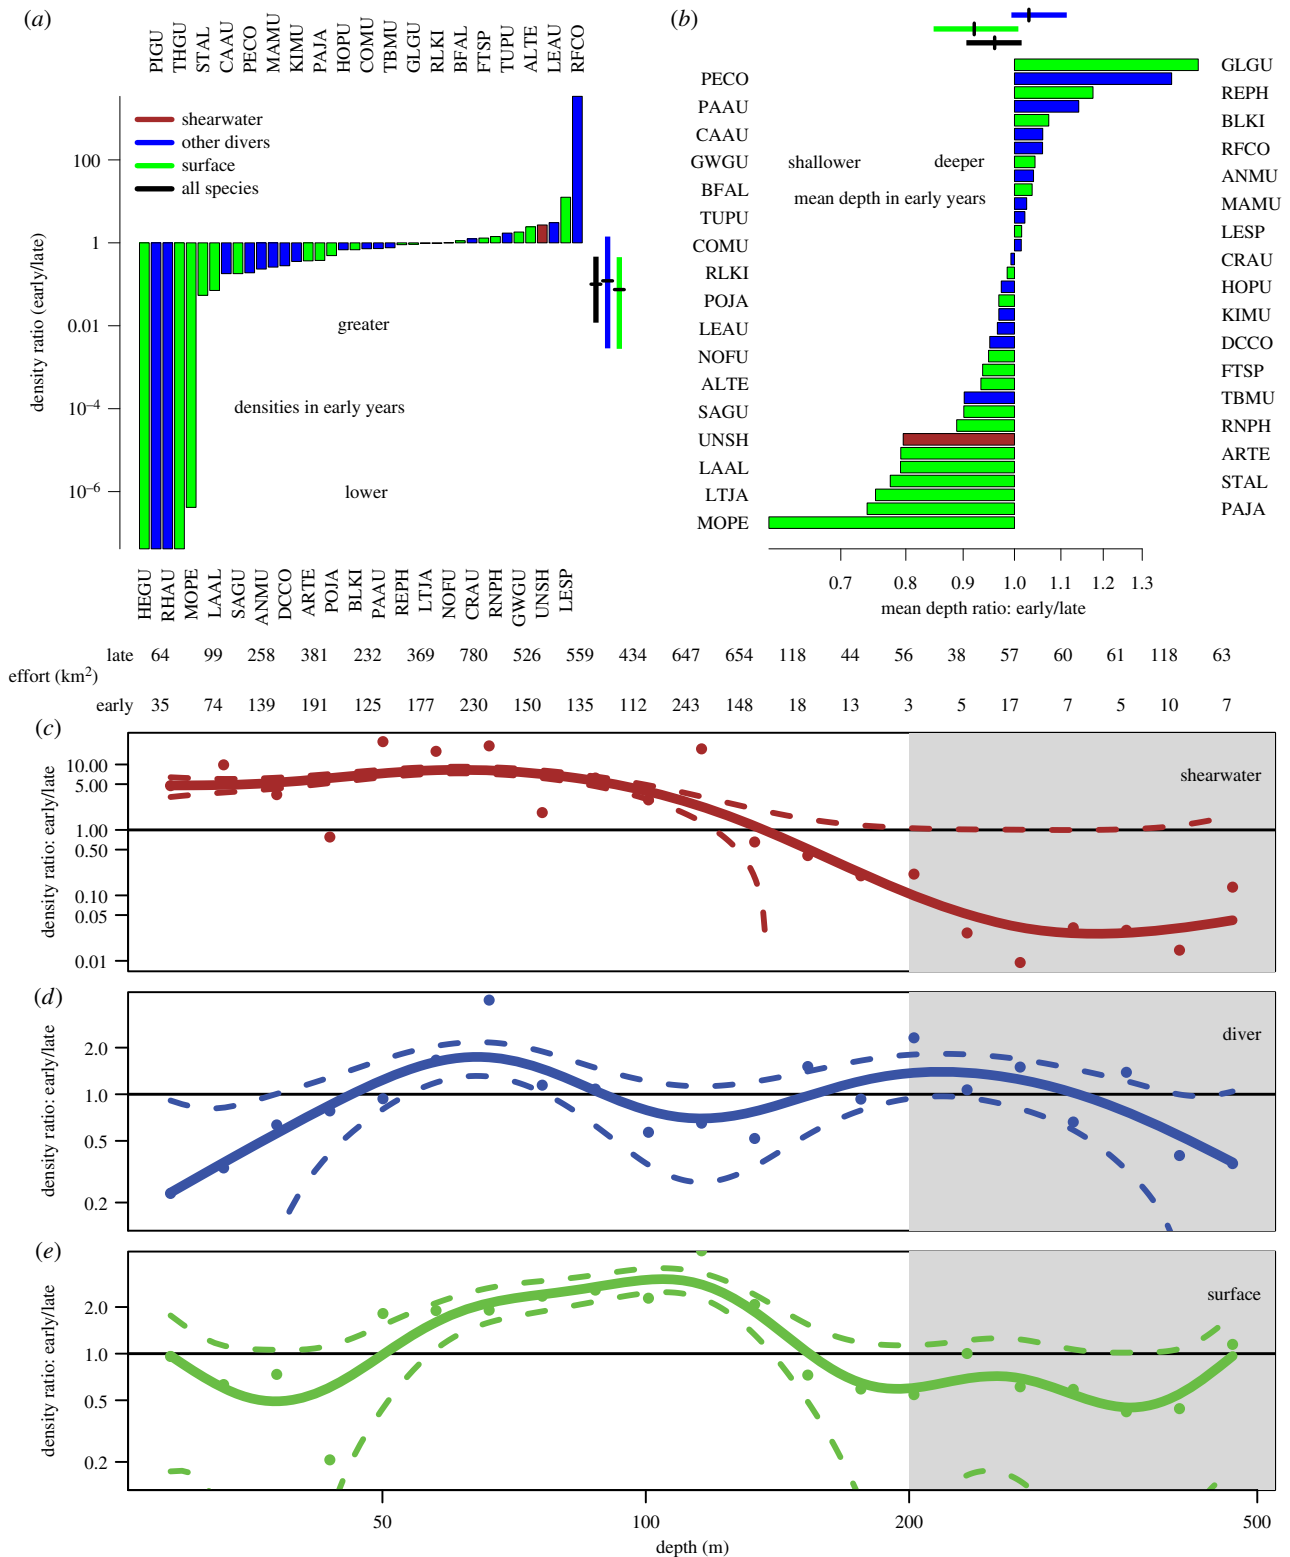 (a)
PIGU THGU STAL CAAU PECO MAMU KIMU PAJA HOPU COMU TBMU GLGU RLKI BFAL FTSP TUPU ALTE LEAU RFCO
shearwater
other divers
surface
all species
density ratio (early/late)
100
1
0.01
10⁻⁴
10⁻⁶
greater
densities in early years
lower
HEGU RHAU MOPE LAAL SAGU ANMU DCCO ARTE POJA BLKI PAAU REPH LTJA NOFU CRAU RNPH GWGU UNSH LESP
(b)
PECO
PAAU
CAAU
GWGU
BFAL
TUPU
COMU
RLKI
POJA
LEAU
NOFU
ALTE
SAGU
UNSH
LAAL
LTJA
MOPE
shallower deeper
mean depth in early years
GLGU
REPH
BLKI
RFCO
ANMU
MAMU
LESP
CRAU
HOPU
KIMU
DCCO
FTSP
TBMU
RNPH
ARTE
STAL
PAJA
0.7 0.8 0.9 1.0 1.1 1.2 1.3
mean depth ratio: early/late
late 64 99 258 381 232 369 780 526 559 434 647 654 118 44 56 38 57 60 61 118 63
effort (km²)
early 35 74 139 191 125 177 230 150 135 112 243 148 18 13 3 5 17 7 5 10 7
(c)
density ratio: early/late
10.00
5.00
1.00
0.50
0.10
0.05
0.01
shearwater
(d)
density ratio: early/late
2.0
1.0
0.5
0.2
diver
(e)
density ratio: early/late
2.0
1.0
0.5
0.2
surface
50 100 200 500
depth (m)